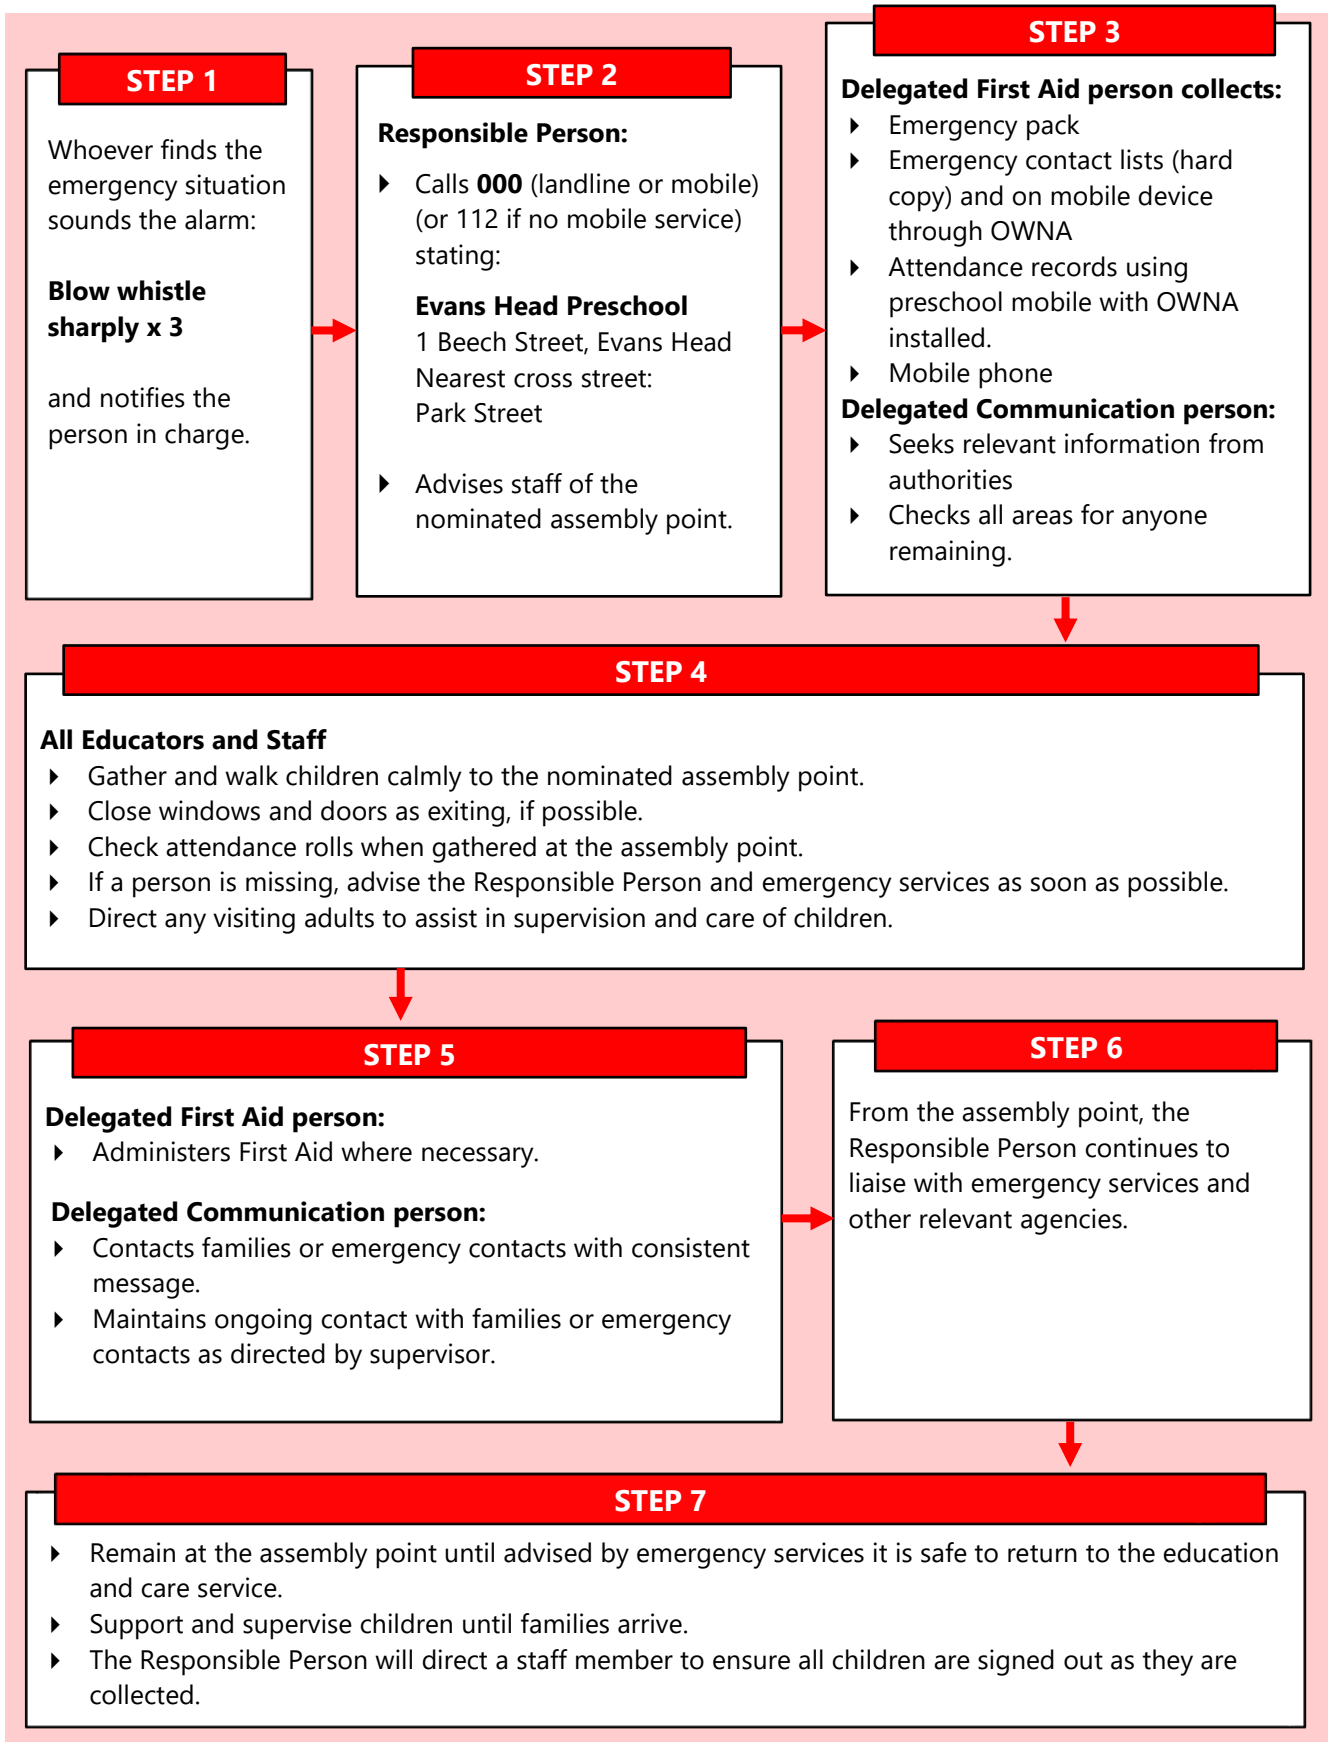 STEP 1
Whoever finds the
emergency situation
sounds the alarm:
Blow whistle
sharply x 3
and notifies the
person in charge.
STEP 2
Responsible Person:
Calls 000 (landline or mobile)
(or 112 if no mobile service)
stating:
Evans Head Preschool
1 Beech Street, Evans Head
Nearest cross street:
Park Street
Advises staff of the
nominated assembly point.
STEP 3
Delegated First Aid person collects:
Emergency pack
Emergency contact lists (hard
copy) and on mobile device
through OWNA
Attendance records using
preschool mobile with OWNA
installed.
Mobile phone
Delegated Communication person:
Seeks relevant information from
authorities
Checks all areas for anyone
remaining.
STEP 4
All Educators and Staff
Gather and walk children calmly to the nominated assembly point.
Close windows and doors as exiting, if possible.
Check attendance rolls when gathered at the assembly point.
If a person is missing, advise the Responsible Person and emergency services as soon as possible.
Direct any visiting adults to assist in supervision and care of children.
STEP 5
Delegated First Aid person:
Administers First Aid where necessary.
Delegated Communication person:
Contacts families or emergency contacts with consistent
message.
Maintains ongoing contact with families or emergency
contacts as directed by supervisor.
STEP 6
From the assembly point, the
Responsible Person continues to
liaise with emergency services and
other relevant agencies.
STEP 7
Remain at the assembly point until advised by emergency services it is safe to return to the education
and care service.
Support and supervise children until families arrive.
The Responsible Person will direct a staff member to ensure all children are signed out as they are
collected.